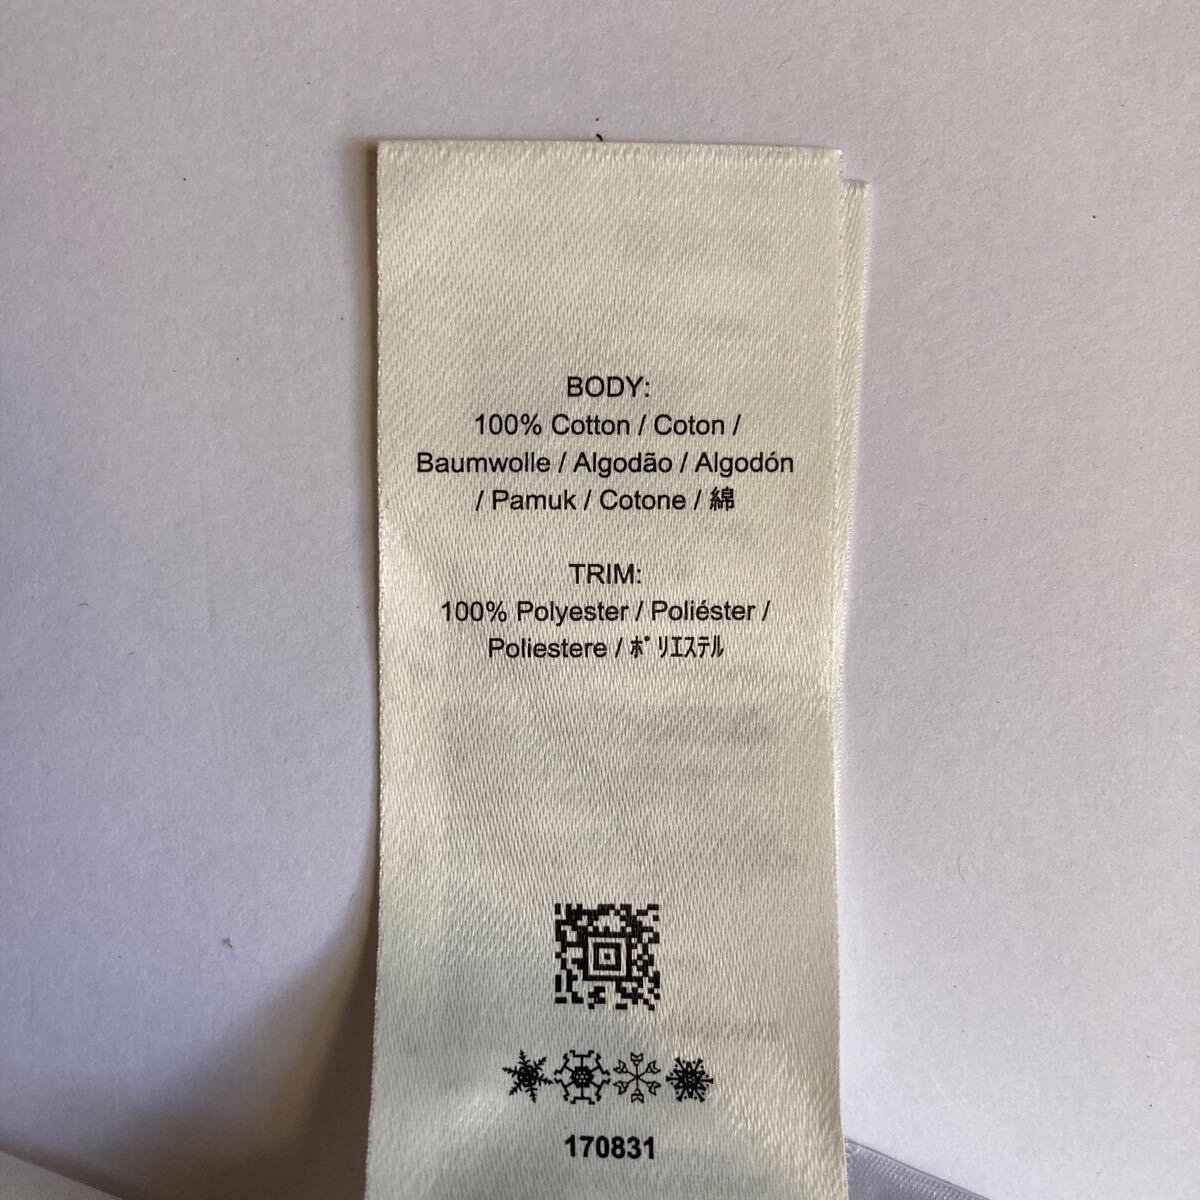 BODY:
100% Cotton / Coton /
Baumwolle / Algodão / Algodón
/ Pamuk / Cotone / 綿
TRIM:
100% Polyester / Poliéster /
Poliestere / ﾎﾟﾘｴｽﾃﾙ
170831